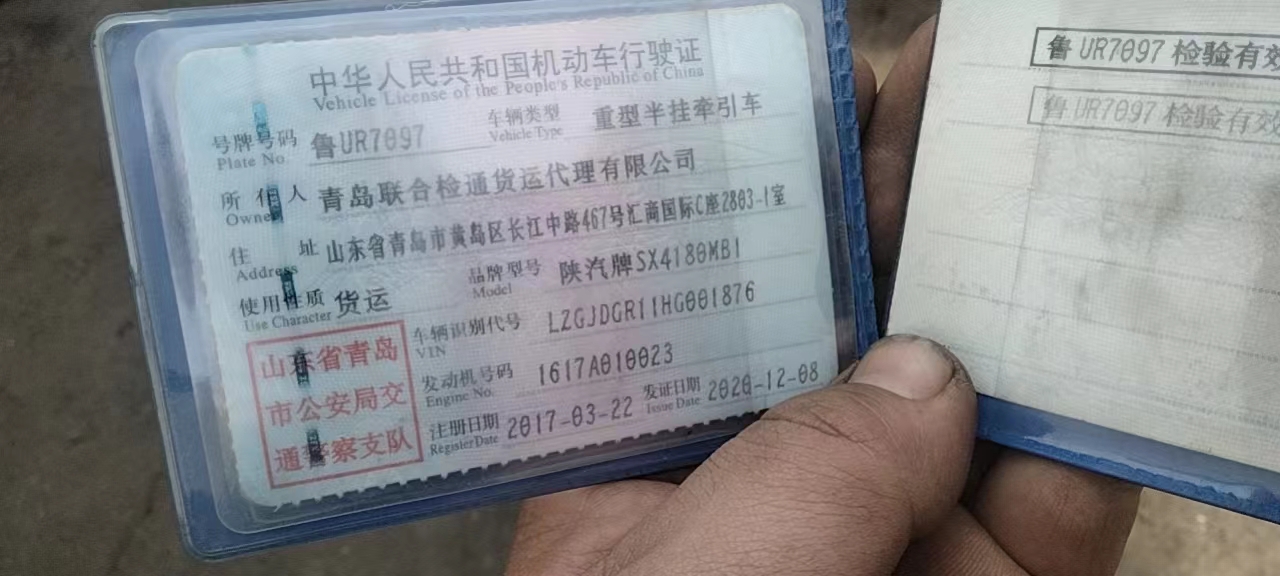 中华人民共和国机动车行驶证
Vehicle License of the People's Republic of China
号牌号码 鲁UR7097 车辆类型 重型半挂牵引车
Plate No. Vehicle Type
所有人 青岛联合检通货运代理有限公司
Owner
住址 山东省青岛市黄岛区长江中路467号汇商国际C座2803-1室
Address
使用性质 货运 品牌型号 陕汽牌SX4180MB1
Use Character Model
车辆识别代号 LZGJDGR11HG001876
VIN
发动机号码 1617A010023
Engine No.
注册日期 2017-03-22 发证日期 2020-12-08
Register Date Issue Date
山东省青岛
市公安局交
通警察支队
鲁UR7097 检验有效
鲁UR7097 检验有效